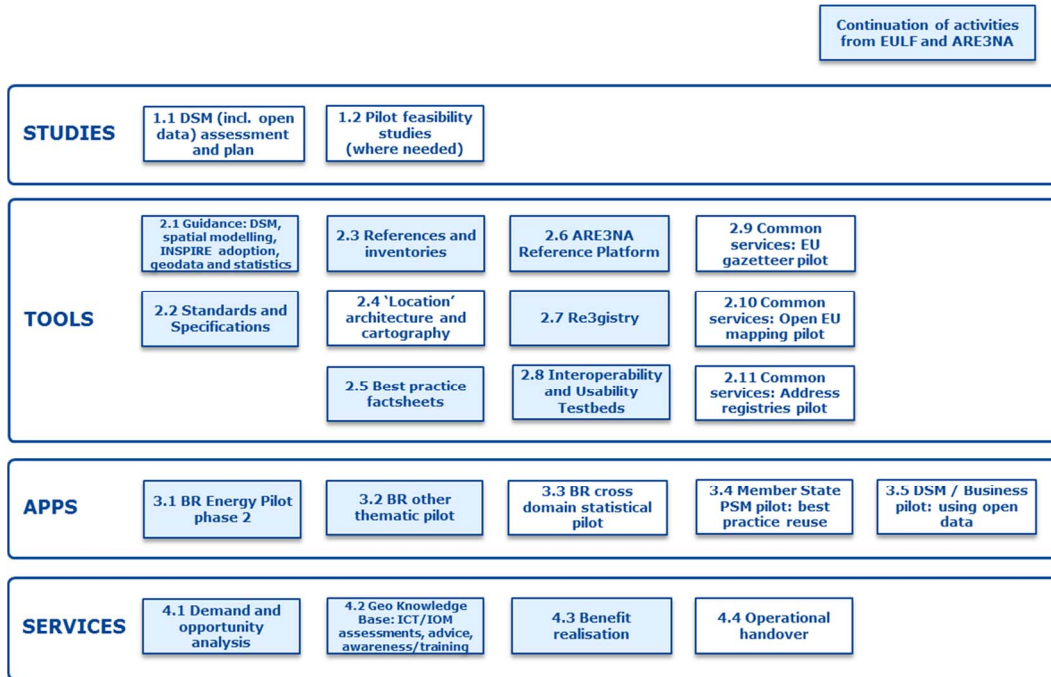 Continuation of activities
from EULF and ARE3NA
STUDIES
1.1 DSM (incl. open
data) assessment
and plan
1.2 Pilot feasibility
studies
(where needed)
TOOLS
2.1 Guidance: DSM,
spatial modelling,
INSPIRE adoption,
geodata and statistics
2.3 References and
inventories
2.6 ARE3NA
Reference Platform
2.9 Common
services: EU
gazetteer pilot
2.2 Standards and
Specifications
2.4 ‘Location’
architecture and
cartography
2.7 Re3gistry
2.10 Common
services: Open EU
mapping pilot
2.5 Best practice
factsheets
2.8 Interoperability
and Usability
Testbeds
2.11 Common
services: Address
registries pilot
APPS
3.1 BR Energy Pilot
phase 2
3.2 BR other
thematic pilot
3.3 BR cross
domain statistical
pilot
3.4 Member State
PSM pilot: best
practice reuse
3.5 DSM / Business
pilot: using open
data
SERVICES
4.1 Demand and
opportunity
analysis
4.2 Geo Knowledge
Base: ICT/IOM
assessments, advice,
awareness/training
4.3 Benefit
realisation
4.4 Operational
handover